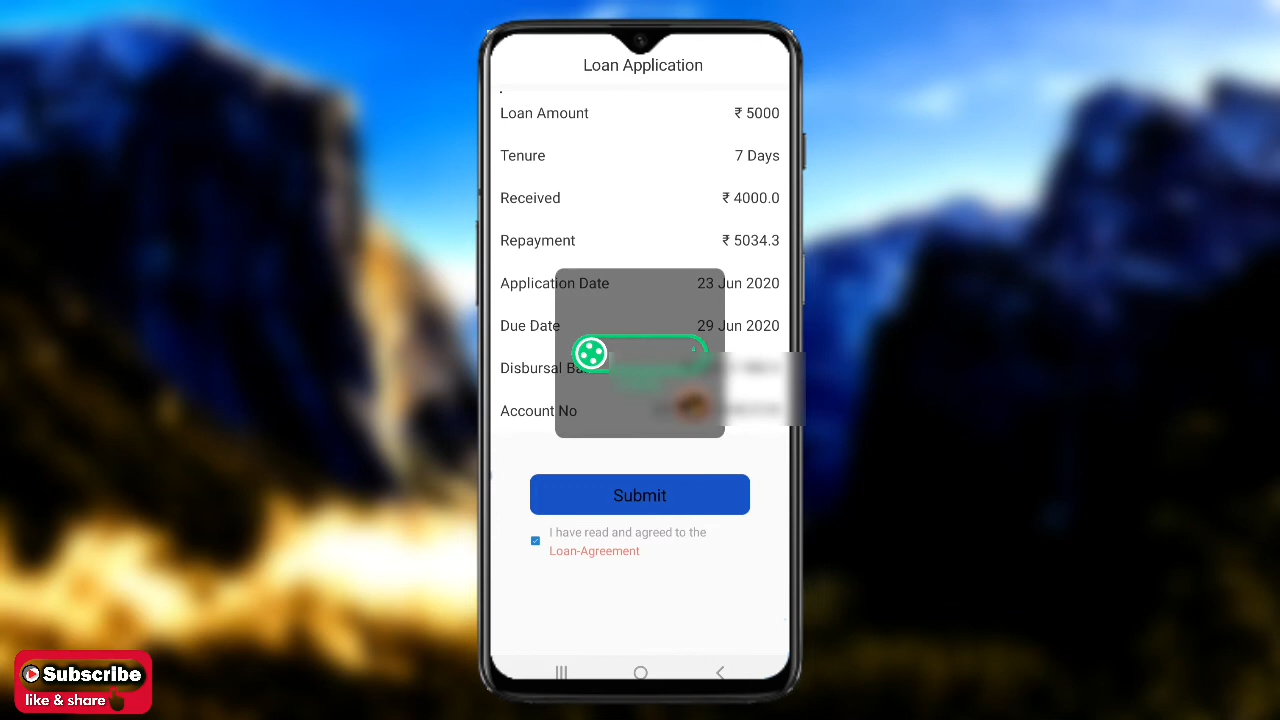 Loan Application
Loan Amount ₹ 5000
Tenure 7 Days
Received ₹ 4000.0
Repayment ₹ 5034.3
Application Date 23 Jun 2020
Due Date 29 Jun 2020
Disbursal
Account No
Submit
I have read and agreed to the
Loan-Agreement
Subscribe
like & share